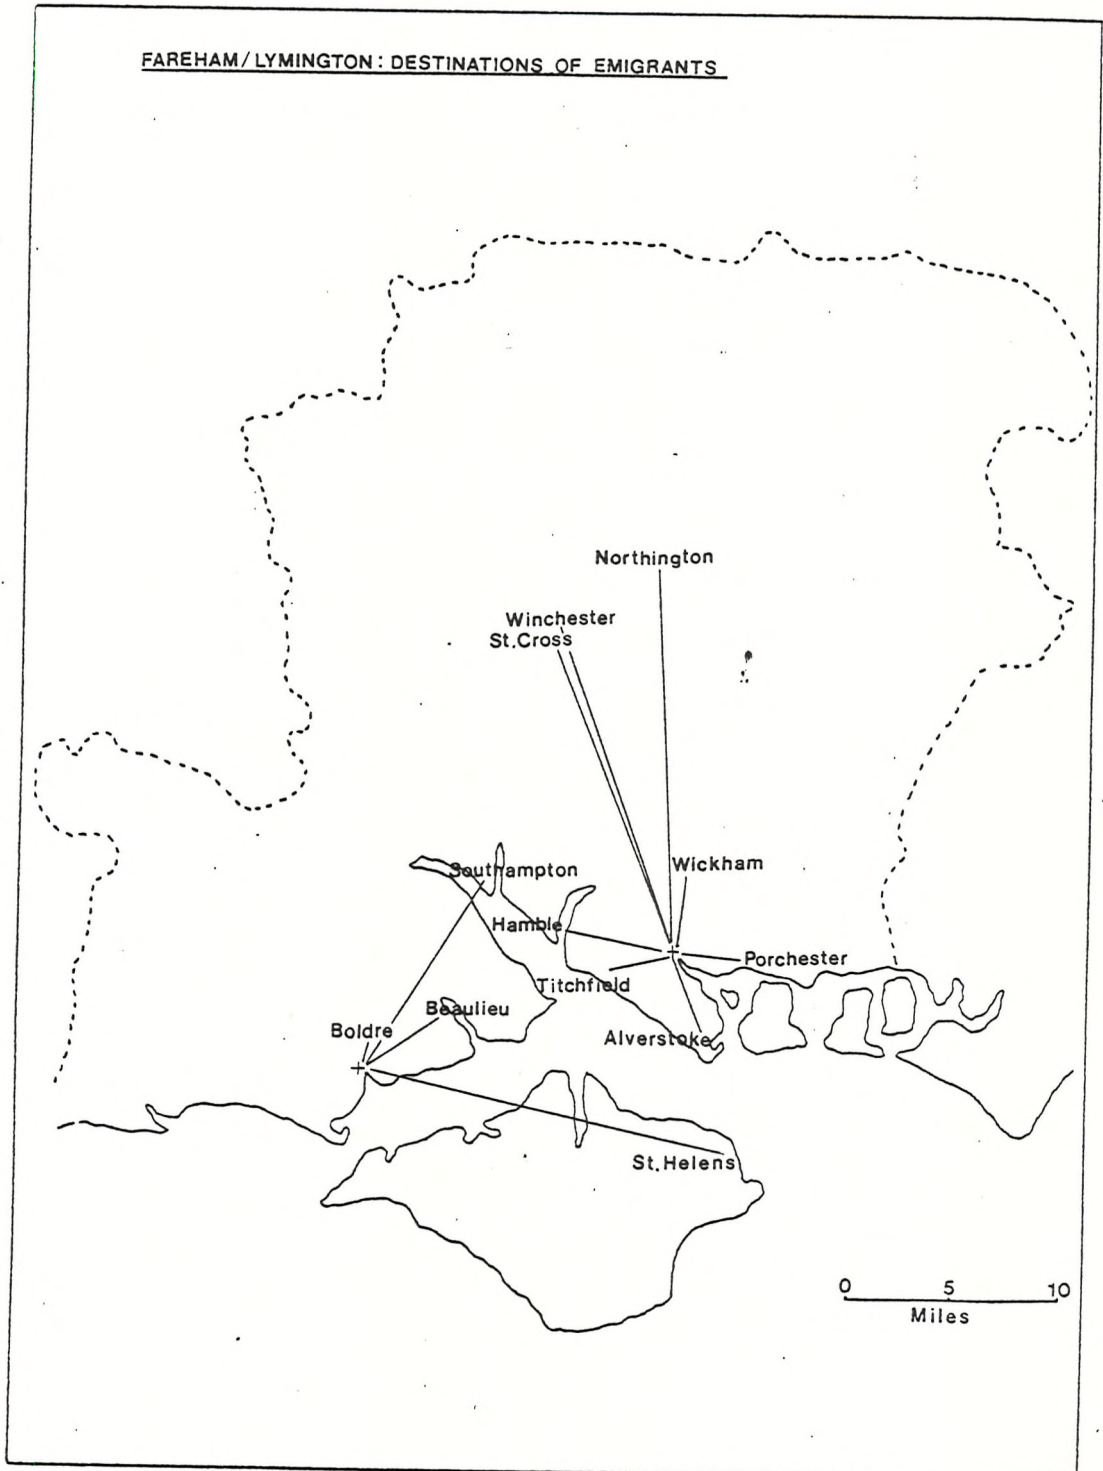 FAREHAM/LYMINGTON: DESTINATIONS OF EMIGRANTS
Northington
Winchester
St.Cross
Wickham
Southampton
Hamble
Porchester
Titchfield
Beaulieu
Boldre
Alverstoke
St.Helens
0 5 10
Miles